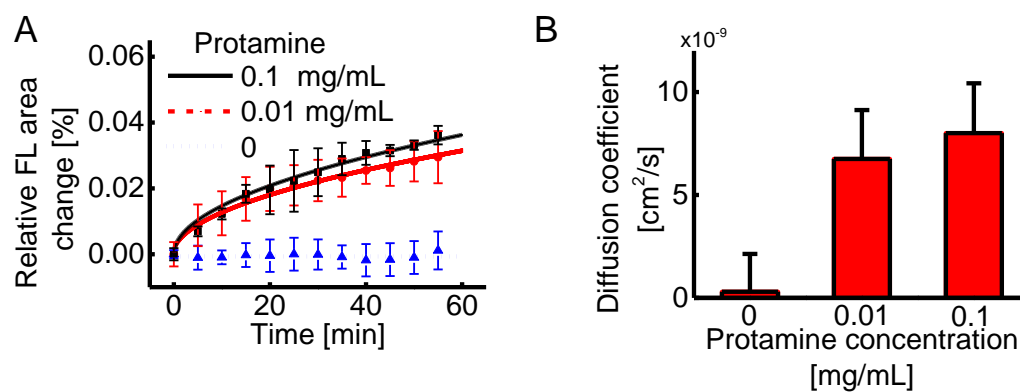 A
Relative FL area
change [%]
0.06
0.04
0.02
0.00
Protamine
0.1 mg/mL
0.01 mg/mL
0
0 20 40 60
Time [min]
B
x10⁻⁹
Diffusion coefficient
[cm²/s]
10
5
0
0 0.01 0.1
Protamine concentration
[mg/mL]